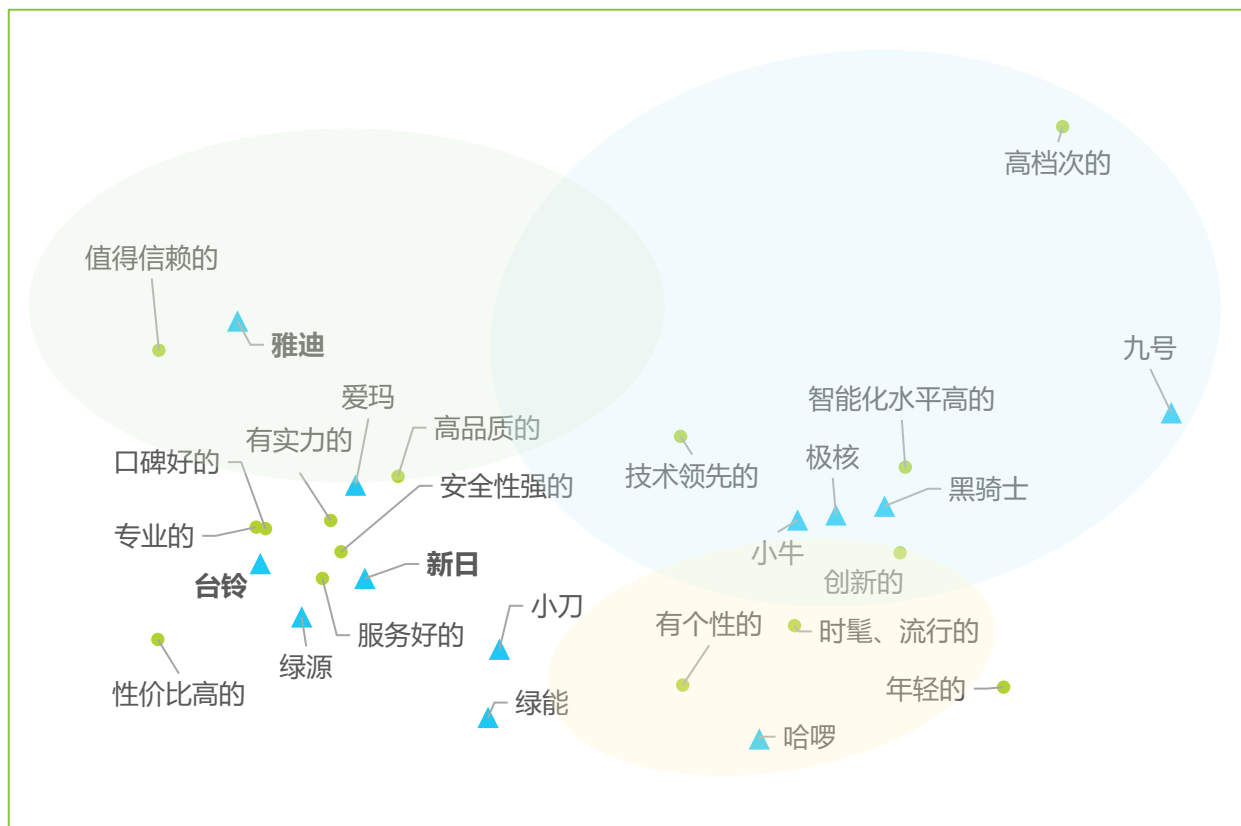 高档次的
值得信赖的
雅迪
九号
爱玛
智能化水平高的
高品质的
有实力的
口碑好的
极核
技术领先的
安全性强的
黑骑士
专业的
小牛
新日
台铃
创新的
小刀
有个性的
时髦、流行的
服务好的
绿源
年轻的
性价比高的
绿能
哈啰